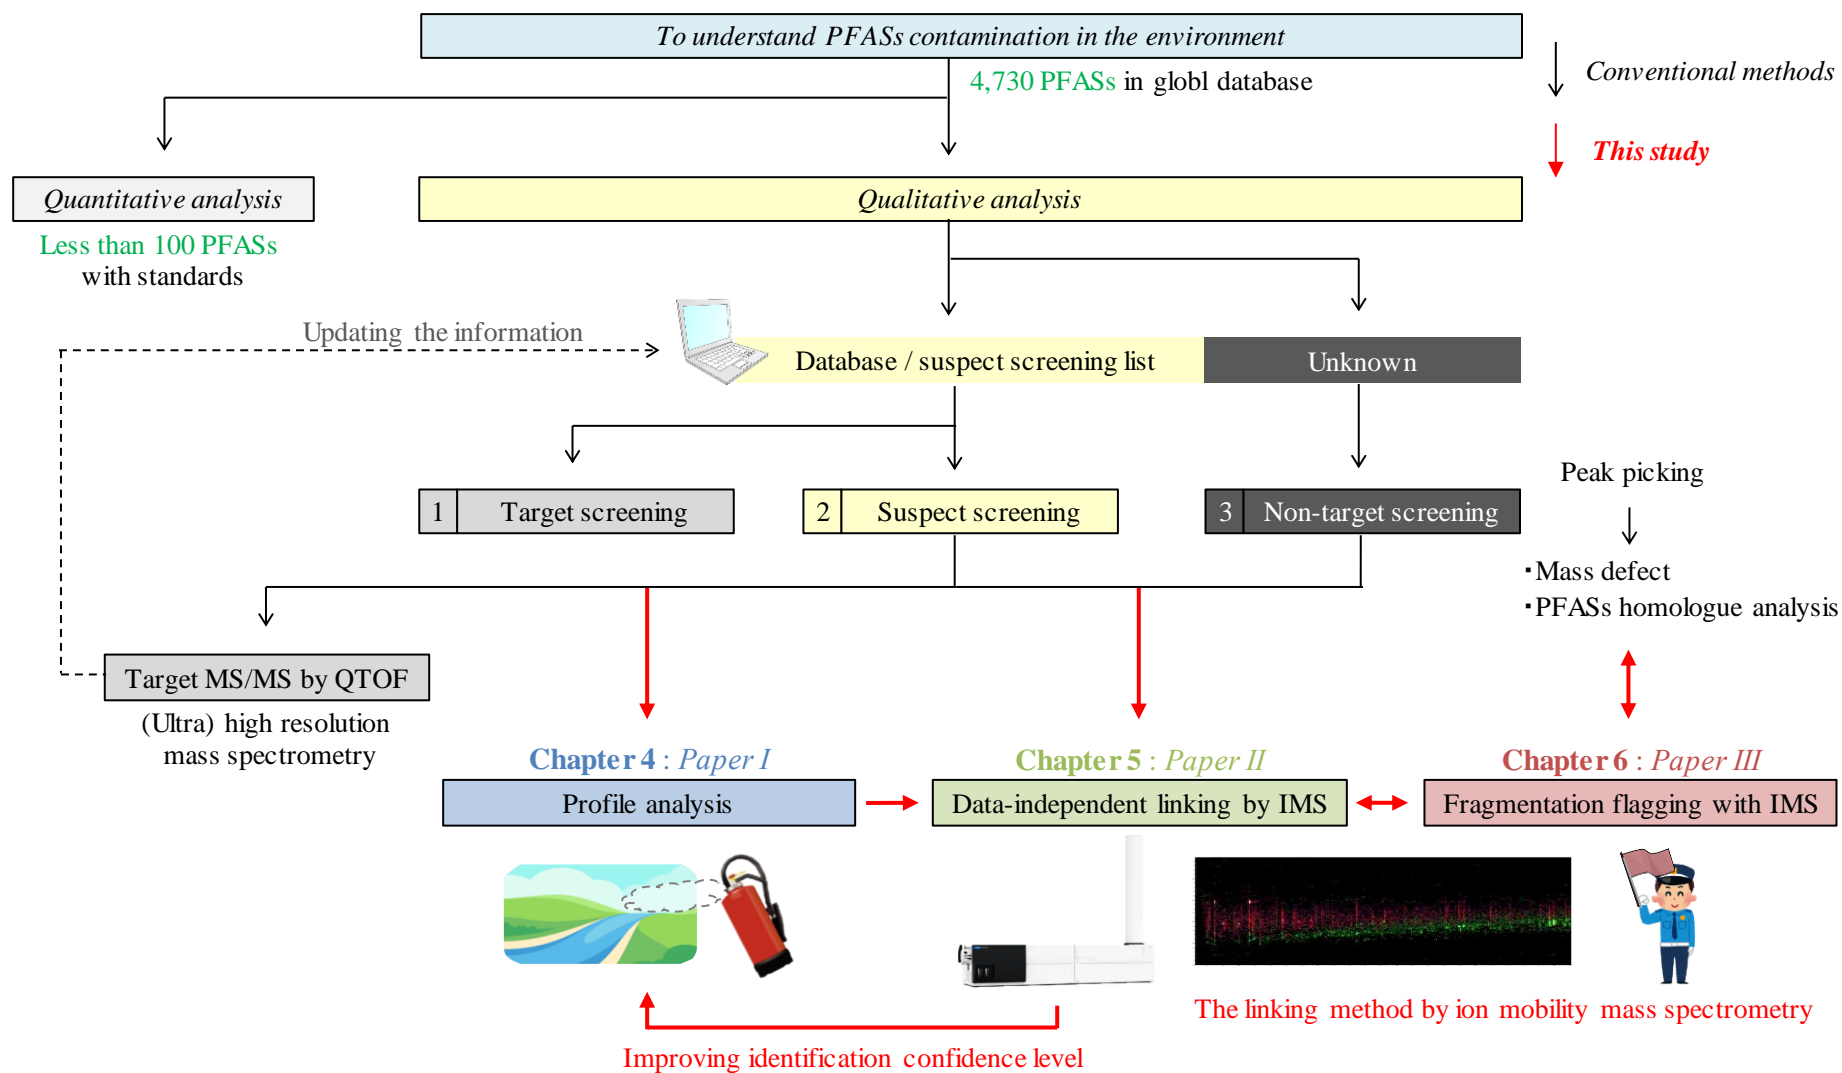 To understand PFASs contamination in the environment
4,730 PFASs in globl database
Conventional methods
This study
Quantitative analysis
Less than 100 PFASs
with standards
Qualitative analysis
Updating the information
Database / suspect screening list
Unknown
1 Target screening
2 Suspect screening
3 Non-target screening
Peak picking
・Mass defect
・PFASs homologue analysis
Target MS/MS by QTOF
(Ultra) high resolution
mass spectrometry
Chapter 4 : Paper I
Profile analysis
Chapter 5 : Paper II
Data-independent linking by IMS
Chapter 6 : Paper III
Fragmentation flagging with IMS
The linking method by ion mobility mass spectrometry
Improving identification confidence level